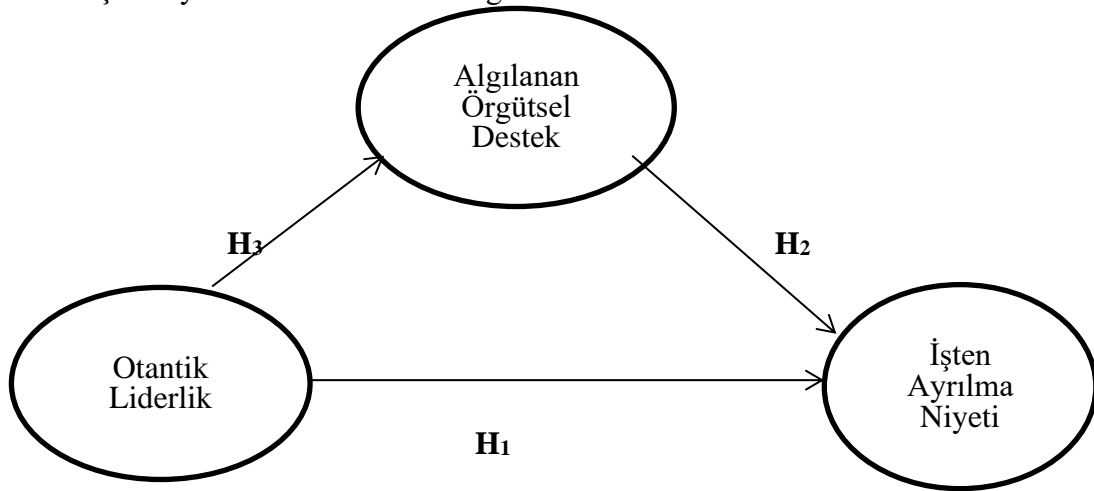 Algılanan
Örgütsel
Destek
H3
H2
Otantik
Liderlik
İşten
Ayrılma
Niyeti
H1